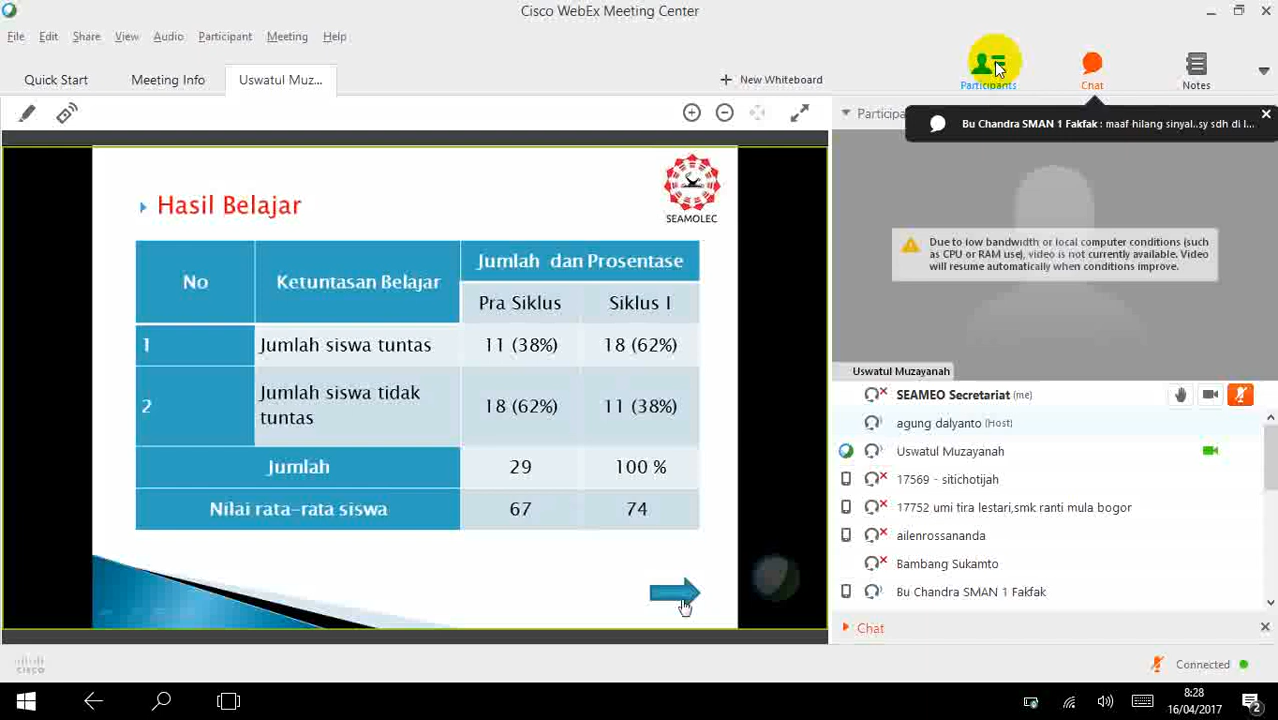 Cisco WebEx Meeting Center
File Edit Share View Audio Participant Meeting Help
Quick Start Meeting Info Uswatul Muz... New Whiteboard
Participants Chat Notes
Participa
Bu Chandra SMAN 1 Fakfak : maaf hilang sinyal..sy sdh di l...
Hasil Belajar
SEAMOLEC
No Ketuntasan Belajar Jumlah dan Prosentase
Pra Siklus Siklus I
1 Jumlah siswa tuntas 11 (38%) 18 (62%)
2 Jumlah siswa tidak
tuntas 18 (62%) 11 (38%)
Jumlah 29 100 %
Nilai rata-rata siswa 67 74
Due to low bandwidth or local computer conditions (such
as CPU or RAM use), video is not currently available. Video
will resume automatically when conditions improve.
Uswatul Muzayanah
SEAMEO Secretariat (me)
agung dalyanto (Host)
Uswatul Muzayanah
17569 - sitichotijah
17752 umi tira lestari,smk ranti mula bogor
ailenrossananda
Bambang Sukamto
Bu Chandra SMAN 1 Fakfak
Chat
cisco
Connected
8:28
16/04/2017
2